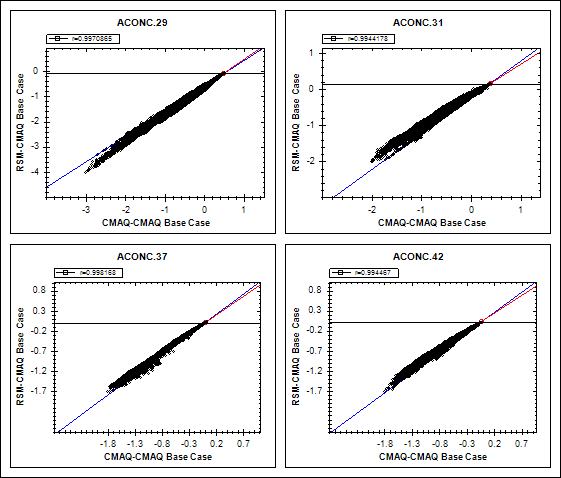 ACONC.29
r=0.9970865
0
-1
-2
-3
-4
-3
-2
-1
0
1
RSM-CMAQ Base Case
CMAQ-CMAQ Base Case
ACONC.31
r=0.9944178
1
0
-1
-2
-2
-1
0
1
RSM-CMAQ Base Case
CMAQ-CMAQ Base Case
ACONC.37
r=0.998168
0.8
0.3
-0.2
-0.7
-1.2
-1.7
-1.8
-1.3
-0.8
-0.3
0.2
0.7
RSM-CMAQ Base Case
CMAQ-CMAQ Base Case
ACONC.42
r=0.994467
0.8
0.3
-0.2
-0.7
-1.2
-1.7
-1.8
-1.3
-0.8
-0.3
0.2
0.7
RSM-CMAQ Base Case
CMAQ-CMAQ Base Case